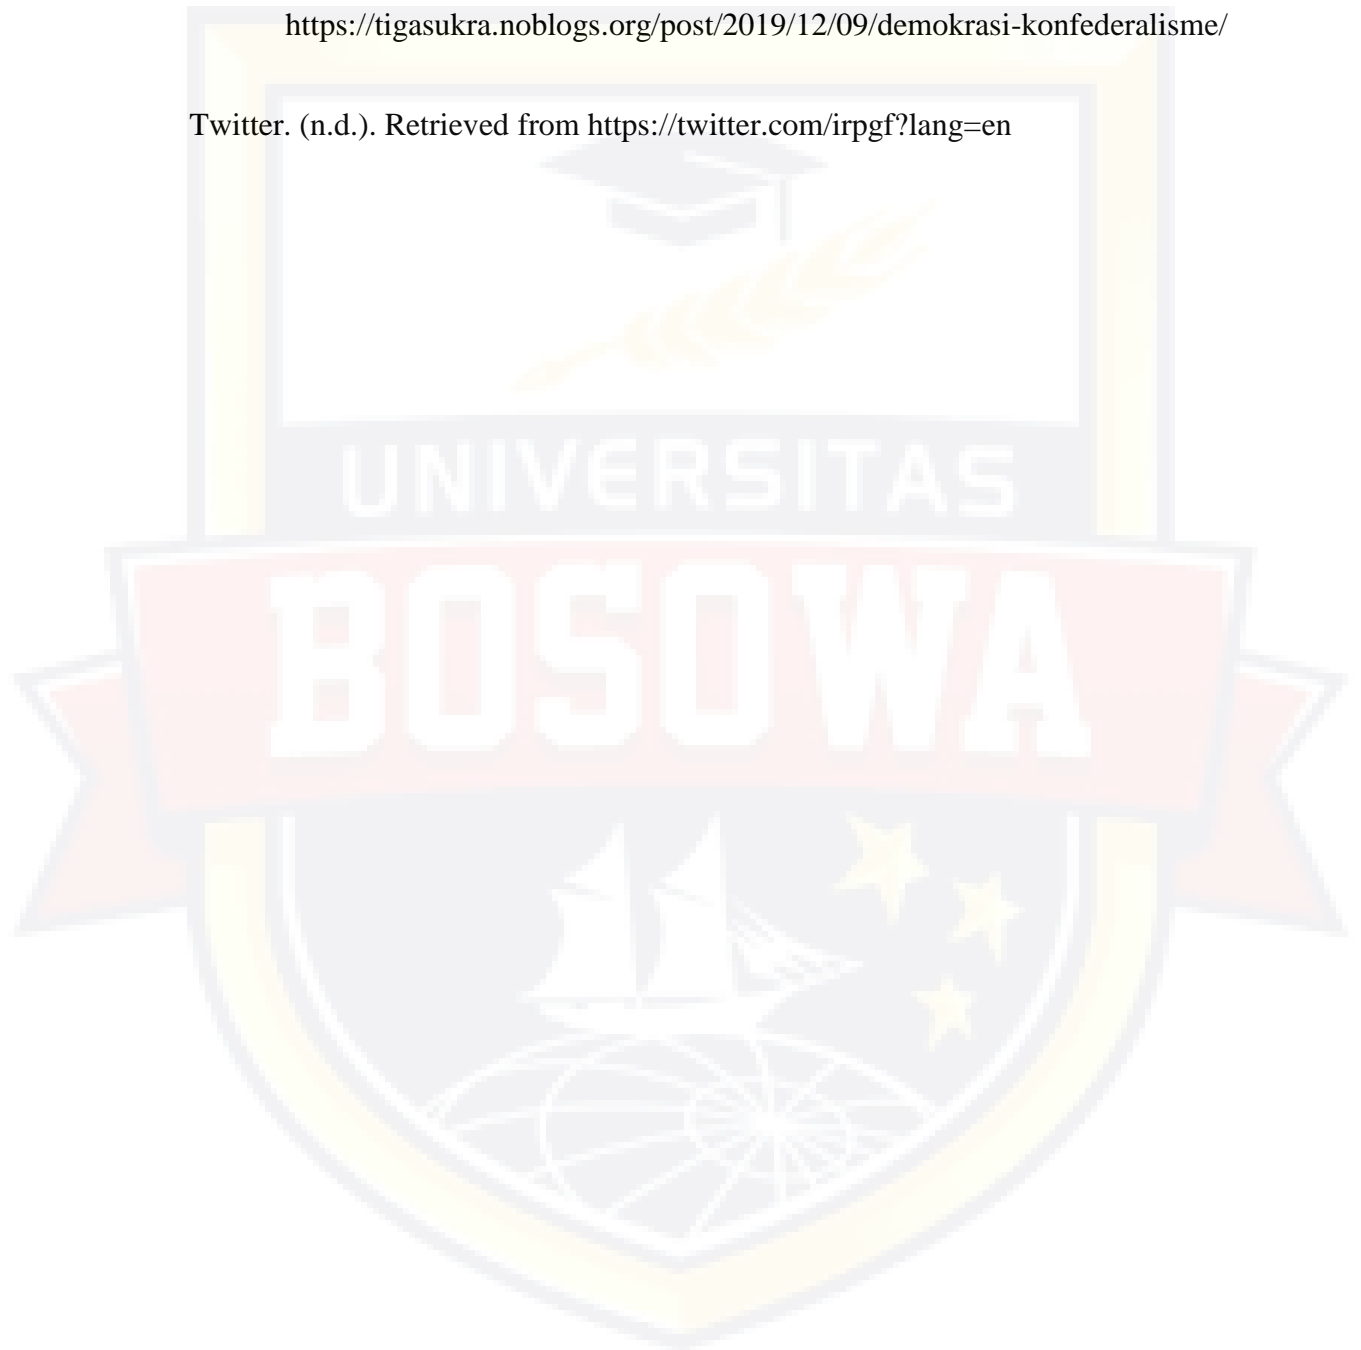 https://tigasukra.noblogs.org/post/2019/12/09/demokrasi-konfederalisme/
Twitter. (n.d.). Retrieved from https://twitter.com/irpgf?lang=en
UNIVERSITAS
BOSOWA